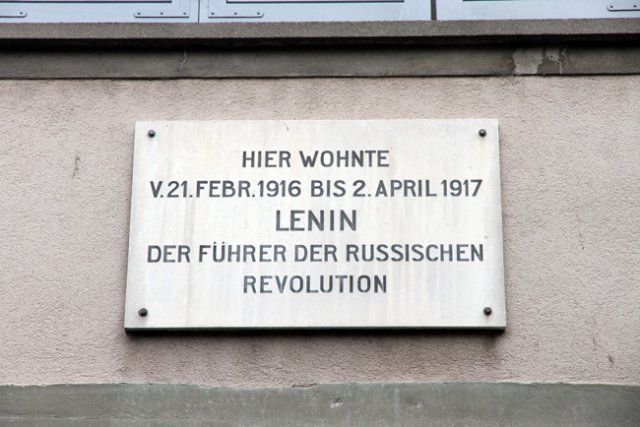 HIER WOHNTE
V.21.FEBR.1916 BIS 2.APRIL 1917
LENIN
DER FÜHRER DER RUSSISCHEN
REVOLUTION